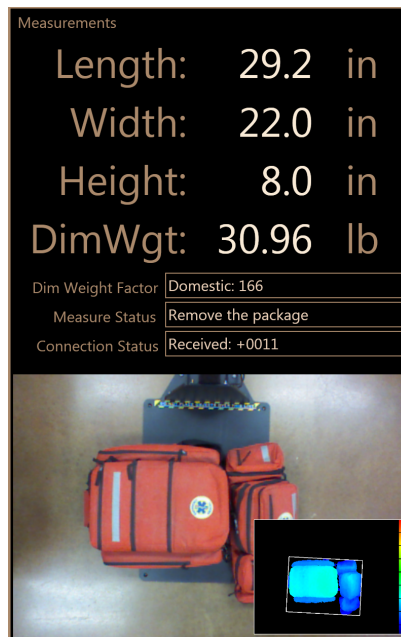 Measurements
Length: 29.2 in
Width: 22.0 in
Height: 8.0 in
DimWgt: 30.96 lb
Dim Weight Factor Domestic: 166
Measure Status Remove the package
Connection Status Received: +0011